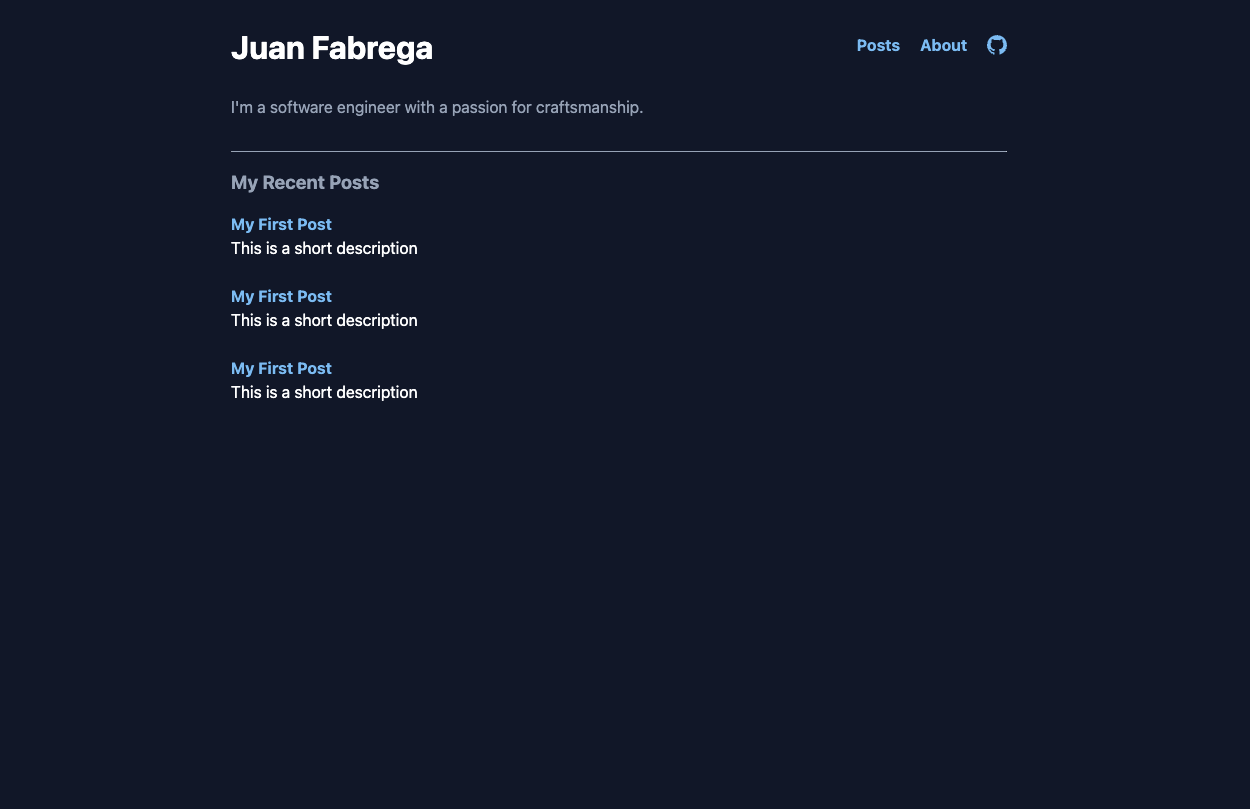 Juan Fabrega
Posts About
I'm a software engineer with a passion for craftsmanship.
My Recent Posts
My First Post
This is a short description
My First Post
This is a short description
My First Post
This is a short description